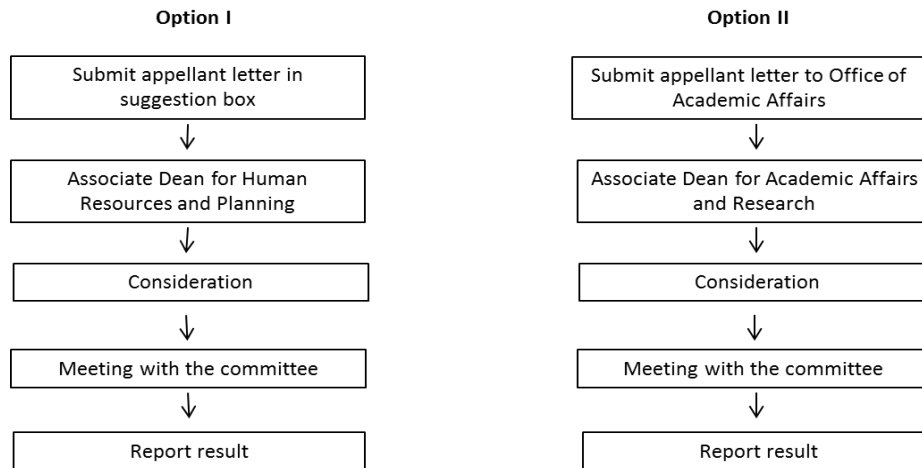 Option I
Submit appellant letter in
suggestion box
Associate Dean for Human
Resources and Planning
Consideration
Meeting with the committee
Report result
Option II
Submit appellant letter to Office of
Academic Affairs
Associate Dean for Academic Affairs
and Research
Consideration
Meeting with the committee
Report result